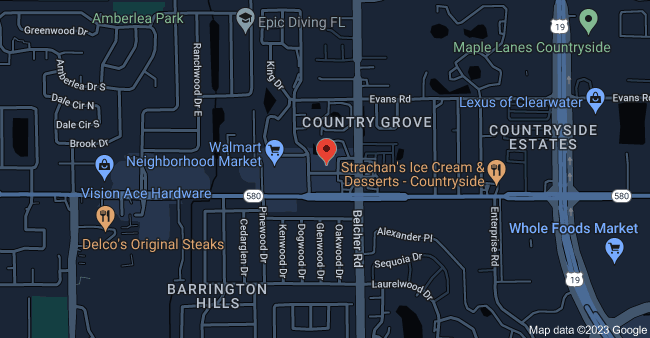 Amberlea Park
Epic Diving FL
19
Maple Lanes Countryside
Greenwood Dr
Ranchwood Dr E
King Dr
Amberlea Dr S
Dale Cir N
Dale Cir S
Brook Dr
Evans Rd
Lexus of Clearwater
Evans Rd
COUNTRY GROVE
COUNTRYSIDE
ESTATES
Walmart
Neighborhood Market
Strachan's Ice Cream &
Desserts - Countryside
Vision Ace Hardware
580
580
Delco's Original Steaks
Cedarglen Dr
Pinewood Dr
Kenwood Dr
Dogwood Dr
Glenwood Dr
Oakwood Dr
Belcher Rd
Alexander Pl
Sequoia Dr
Laurelwood Dr
Enterprise Rd
Whole Foods Market
19
BARRINGTON
HILLS
Map data ©2023 Google